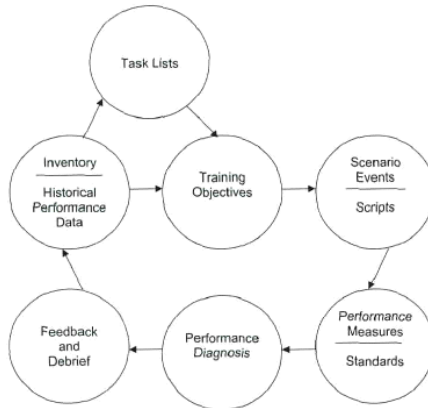 Task Lists
Inventory
Historical
Performance
Data
Training
Objectives
Scenario
Events
Scripts
Performance
Measures
Standards
Performance
Diagnosis
Feedback
and
Debrief